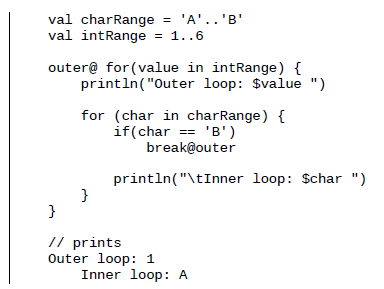 val charRange = 'A'..'B'
val intRange = 1..6
outer@ for(value in intRange) {
println("Outer loop: $value ")
for (char in charRange) {
if(char == 'B')
break@outer
println("\tInner loop: $char ")
}
}
// prints
Outer loop: 1
Inner loop: A